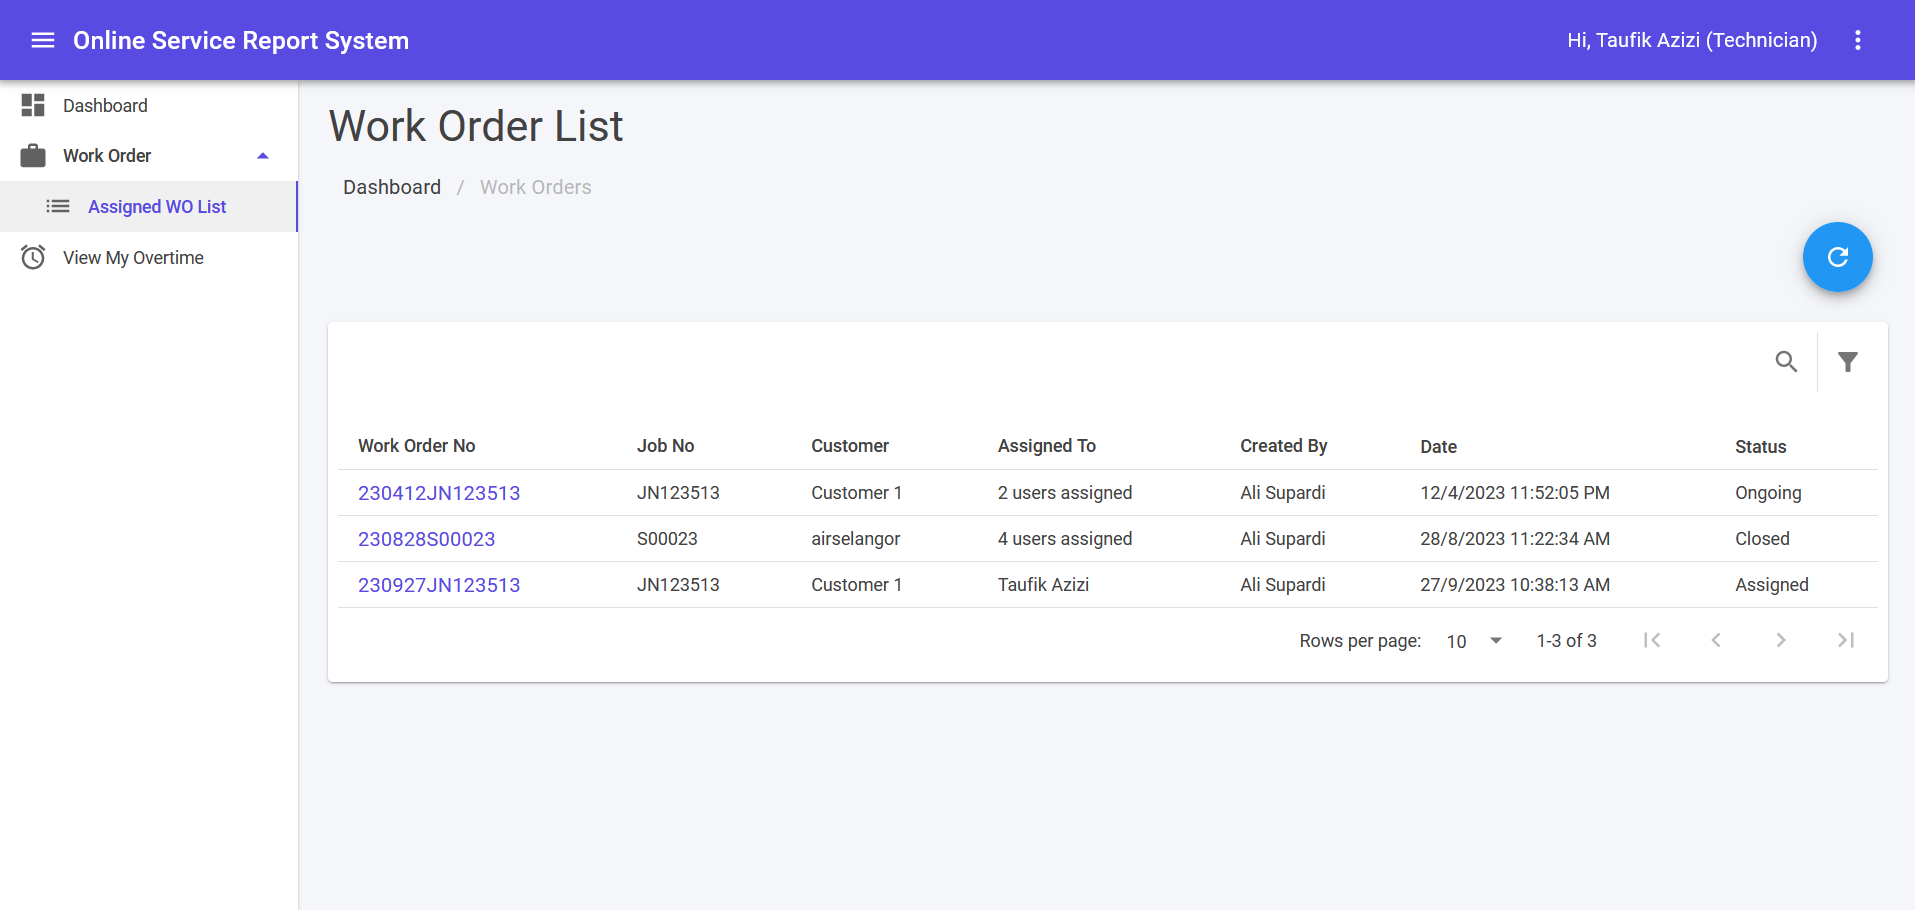 Online Service Report System
Hi, Taufik Azizi (Technician)
Dashboard
Work Order
Assigned WO List
View My Overtime
Work Order List
Dashboard / Work Orders
Work Order No Job No Customer Assigned To Created By Date Status
230412JN123513 JN123513 Customer 1 2 users assigned Ali Supardi 12/4/2023 11:52:05 PM Ongoing
230828S00023 S00023 airselangor 4 users assigned Ali Supardi 28/8/2023 11:22:34 AM Closed
230927JN123513 JN123513 Customer 1 Taufik Azizi Ali Supardi 27/9/2023 10:38:13 AM Assigned
Rows per page: 10 1-3 of 3